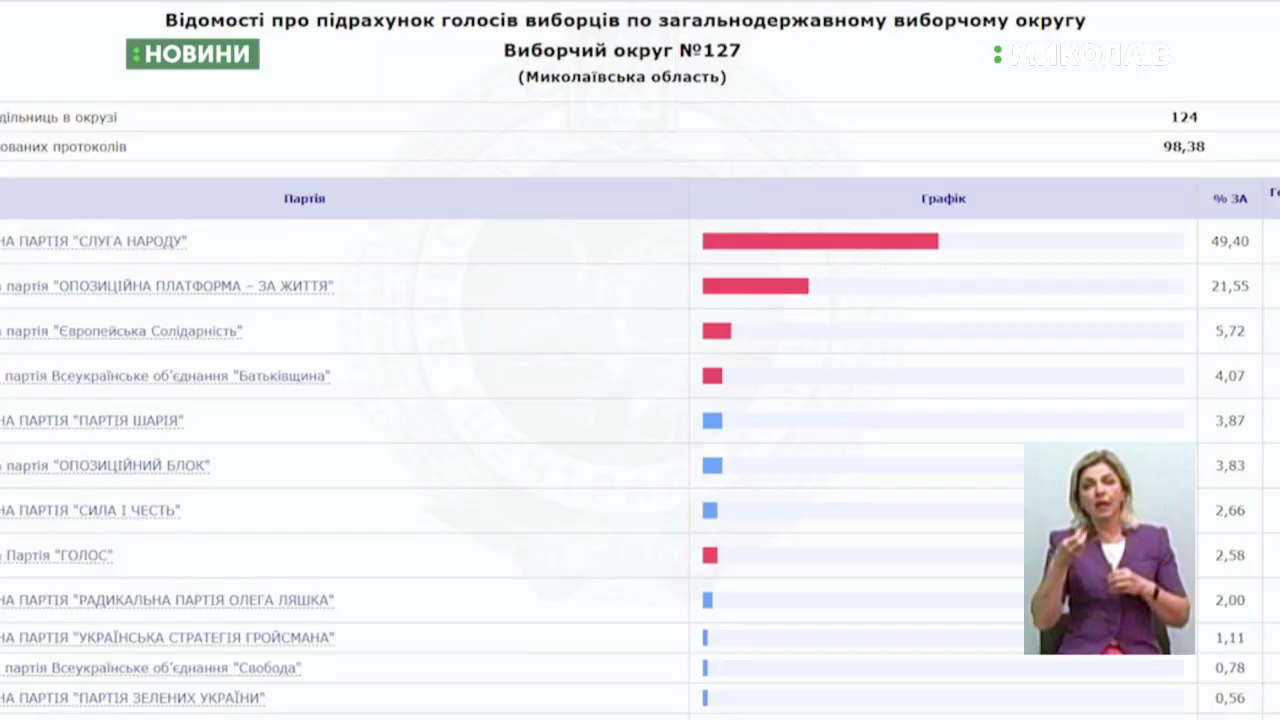 Відомості про підрахунок голосів виборців по загальнодержавному виборчому округу
: НОВИНИ
Виборчий округ №127
: МИКОЛАЇВ
(Миколаївська область)
дільниць в окрузі 124
ованих протоколів 98,38
Партія Графік % ЗА
НА ПАРТІЯ "СЛУГА НАРОДУ" 49,40
партія "ОПОЗИЦІЙНА ПЛАТФОРМА – ЗА ЖИТТЯ" 21,55
партія "Європейська Солідарність" 5,72
партія Всеукраїнське об’єднання "Батьківщина" 4,07
НА ПАРТІЯ "ПАРТІЯ ШАРІЯ" 3,87
партія "ОПОЗИЦІЙНИЙ БЛОК" 3,83
НА ПАРТІЯ "СИЛА І ЧЕСТЬ" 2,66
Партія "ГОЛОС" 2,58
НА ПАРТІЯ "РАДИКАЛЬНА ПАРТІЯ ОЛЕГА ЛЯШКА" 2,00
НА ПАРТІЯ "УКРАЇНСЬКА СТРАТЕГІЯ ГРОЙСМАНА" 1,11
партія Всеукраїнське об’єднання "Свобода" 0,78
НА ПАРТІЯ "ПАРТІЯ ЗЕЛЕНИХ УКРАЇНИ" 0,56